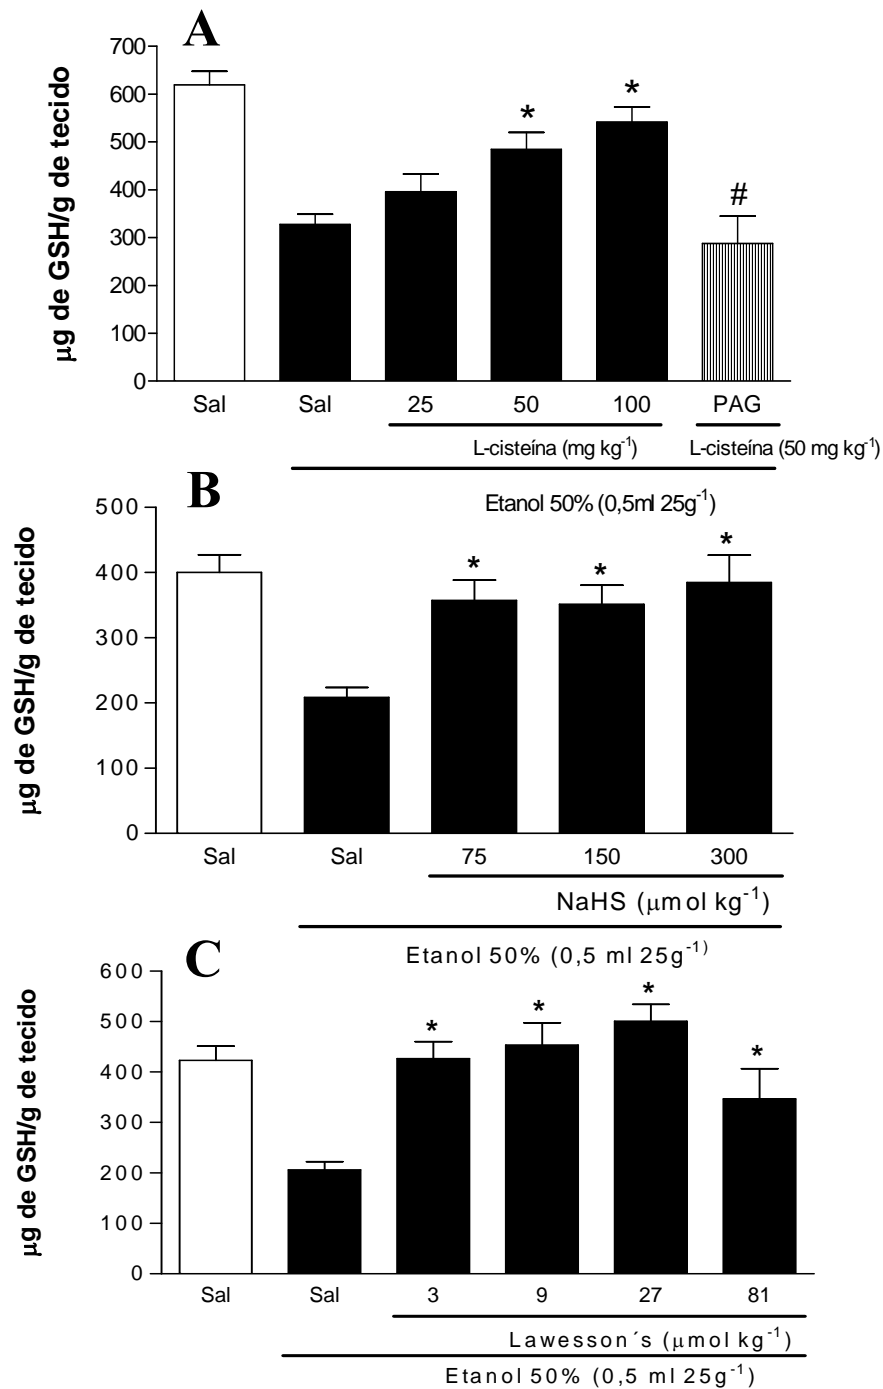 A
µg de GSH/g de tecido
700
600
500
400
300
200
100
0
* * #
Sal Sal 25 50 100 PAG
L-cisteína (mg kg⁻¹) L-cisteína (50 mg kg⁻¹)
Etanol 50% (0,5ml 25g⁻¹)
B
µg de GSH/g de tecido
500
400
300
200
100
0
* * *
Sal Sal 75 150 300
NaHS (µmol kg⁻¹)
Etanol 50% (0,5 ml 25g⁻¹)
C
µg de GSH/g de tecido
600
500
400
300
200
100
0
* * * *
Sal Sal 3 9 27 81
Lawesson´s (µmol kg⁻¹)
Etanol 50% (0,5 ml 25g⁻¹)